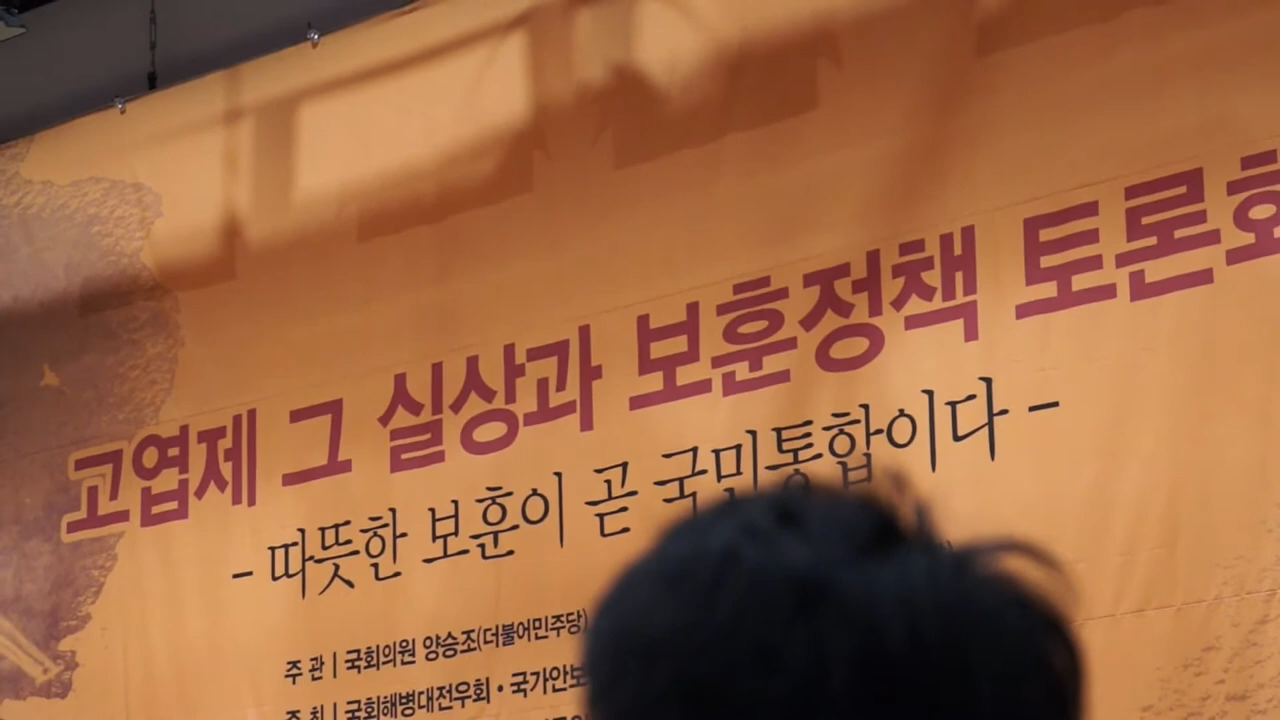 고엽제 그 실상과 보훈정책 토론회
- 따뜻한 보훈이 곧 국민통합이다 -
주 관 | 국회의원 양승조(더불어민주당)
주 최 | 국회해병대전우회 • 국가안보